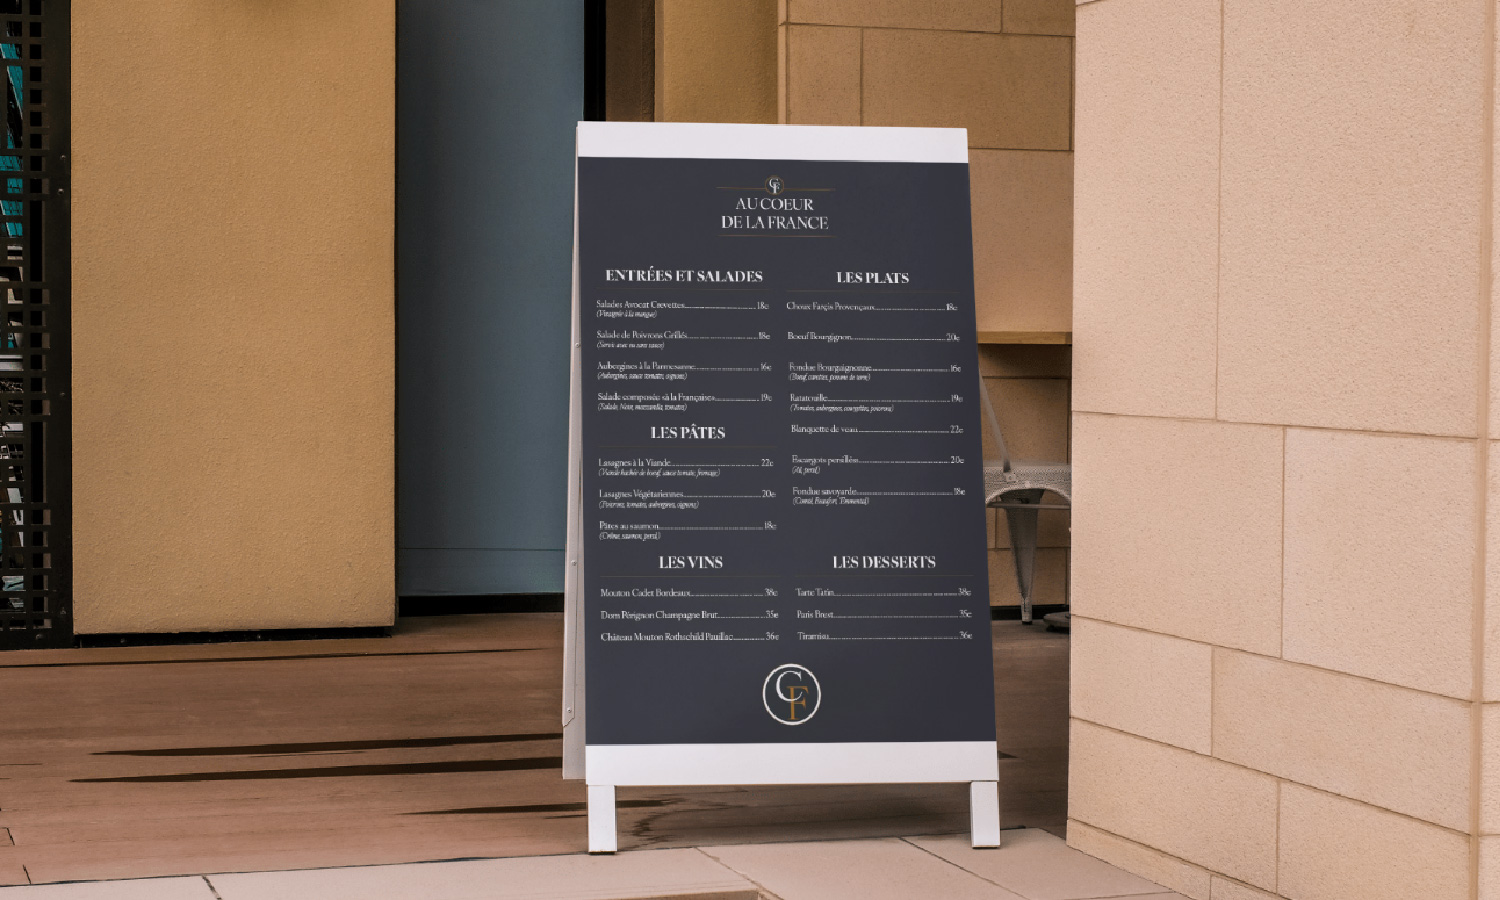 CF
AU COEUR
DE LA FRANCE
ENTRÉES ET SALADES
Salades Avocat Crevettes 18€
(Vinaigrée à la mangue)
Salade de Poivrons Grillés 18€
(Servie avec ou sans sauce)
Aubergines à la Parmesanne 16€
(Aubergines, sauce tomate, oignons)
Salade composée «à la Française» 19€
(Salade, Noix, mozzarella, tomates)
LES PÂTES
Lasagnes à la Viande 22€
(Viande hachée de boeuf, sauce tomate, fromage)
Lasagnes Végétariennes 20€
(Poivrons, tomates, aubergines, oignons)
Pâtes au saumon 18€
(Crème, saumon, persil)
LES PLATS
Choux Farçis Provençaux 18€
Boeuf Bourgignon 20€
Fondue Bourguignonne 16€
(Boeuf, carottes, pomme de terre)
Ratatouille 19€
(Tomates, aubergines, courgettes, poivrons)
Blanquette de veau 22€
Escargots persillées 20€
(Ail, persil)
Fondue savoyarde 18€
(Comté, Beaufort, Emmental)
LES VINS
Mouton Cadet Bordeaux 38€
Dom Pérignon Champagne Brut 35€
Château Mouton Rothschild Pauillac 36€
LES DESSERTS
Tarte Tatin 38€
Paris Brest 35€
Tiramisu 36€
CF